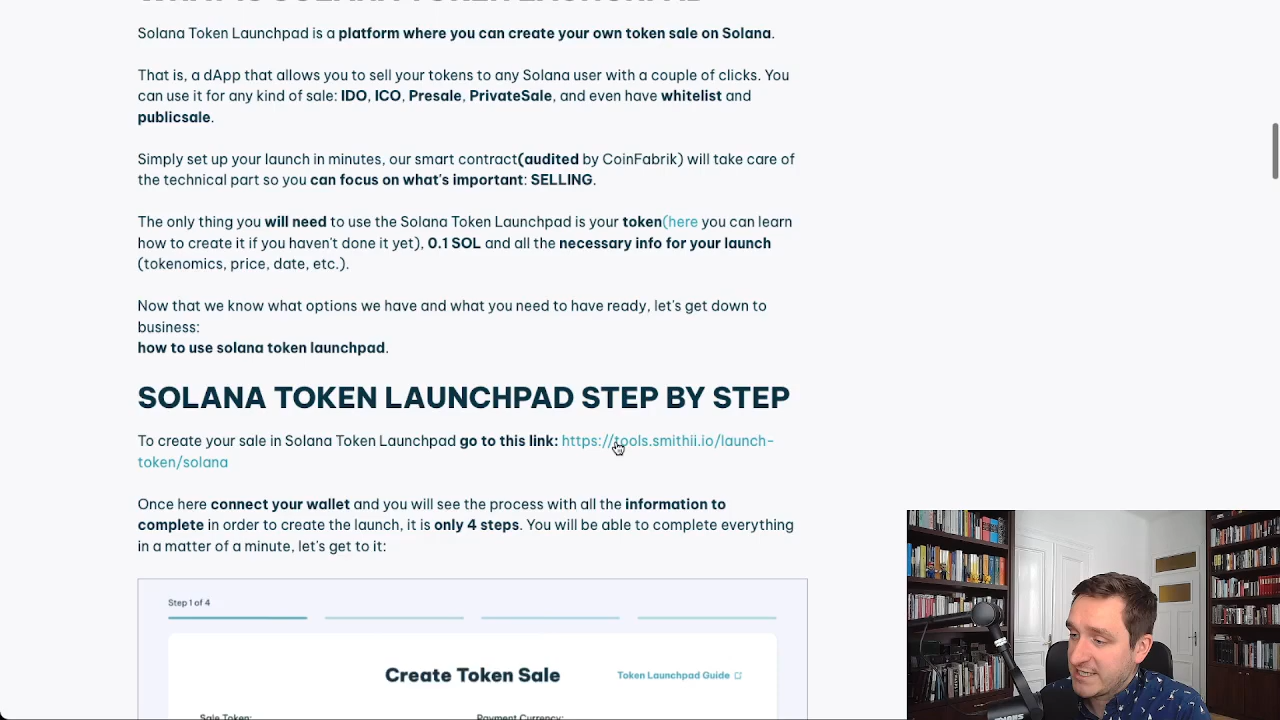 WHAT IS SOLANA TOKEN LAUNCHPAD
Solana Token Launchpad is a platform where you can create your own token sale on Solana.
That is, a dApp that allows you to sell your tokens to any Solana user with a couple of clicks. You
can use it for any kind of sale: IDO, ICO, Presale, PrivateSale, and even have whitelist and
publicsale.
Simply set up your launch in minutes, our smart contract(audited by CoinFabrik) will take care of
the technical part so you can focus on what's important: SELLING.
The only thing you will need to use the Solana Token Launchpad is your token(here you can learn
how to create it if you haven't done it yet), 0.1 SOL and all the necessary info for your launch
(tokenomics, price, date, etc.).
Now that we know what options we have and what you need to have ready, let's get down to
business:
how to use solana token launchpad.
SOLANA TOKEN LAUNCHPAD STEP BY STEP
To create your sale in Solana Token Launchpad go to this link: https://tools.smithii.io/launch-
token/solana
Once here connect your wallet and you will see the process with all the information to
complete in order to create the launch, it is only 4 steps. You will be able to complete everything
in a matter of a minute, let's get to it:
Step 1 of 4
Create Token Sale
Token Launchpad Guide
Sale Token:
Payment Currency: